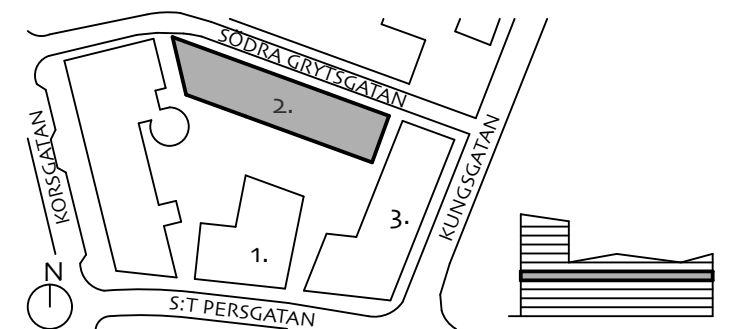 SÖDRA GRYTSGATAN
2.
KORSGATAN
KUNGSGATAN
3.
1.
N
S:T PERSGATAN